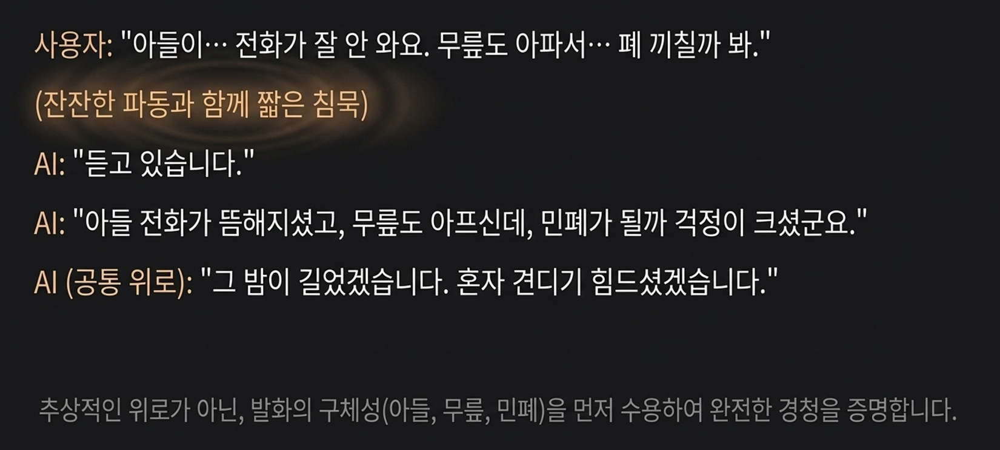 사용자: "아들이… 전화가 잘 안 와요. 무릎도 아파서… 폐 끼칠까 봐."
(잔잔한 파동과 함께 짧은 침묵)
AI: "듣고 있습니다."
AI: "아들 전화가 뜸해지셨고, 무릎도 아프신데, 민폐가 될까 걱정이 크셨군요."
AI (공통 위로): "그 밤이 길었겠습니다. 혼자 견디기 힘드셨겠습니다."
추상적인 위로가 아닌, 발화의 구체성(아들, 무릎, 민폐)을 먼저 수용하여 완전한 경청을 증명합니다.